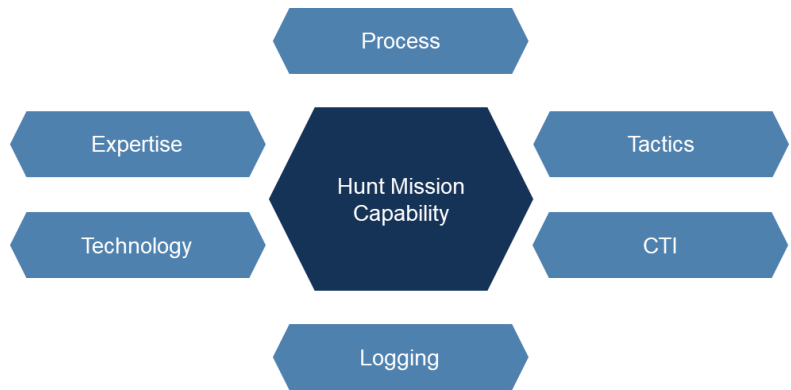 Process
Expertise
Tactics
Hunt Mission
Capability
Technology
CTI
Logging